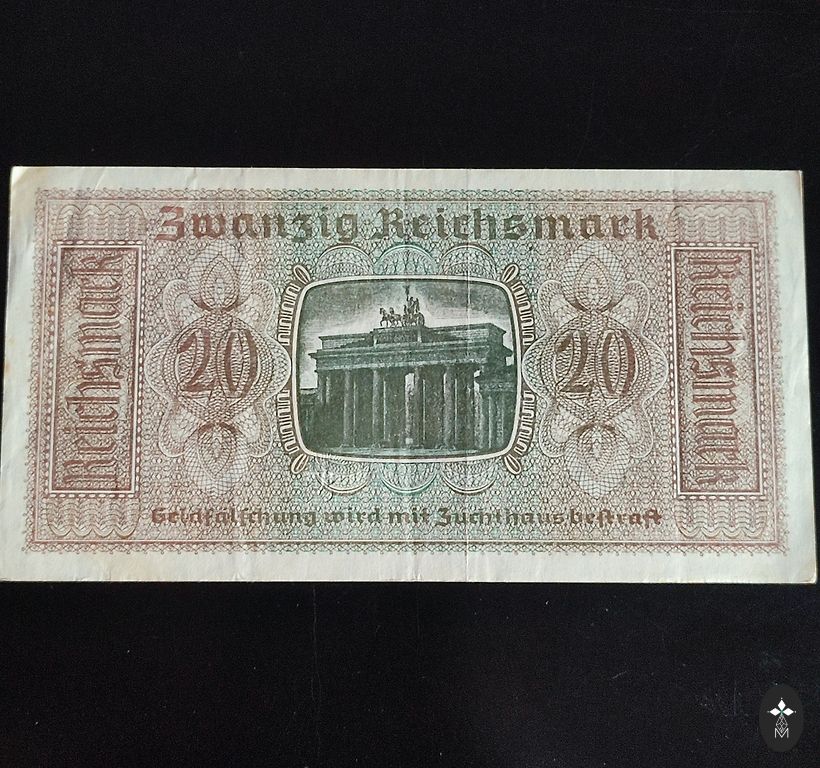 Zwanzig Reichsmark
Reichsmark
20
20
Reichsmark
Geldfälschung wird mit Zuchthaus bestraft
M